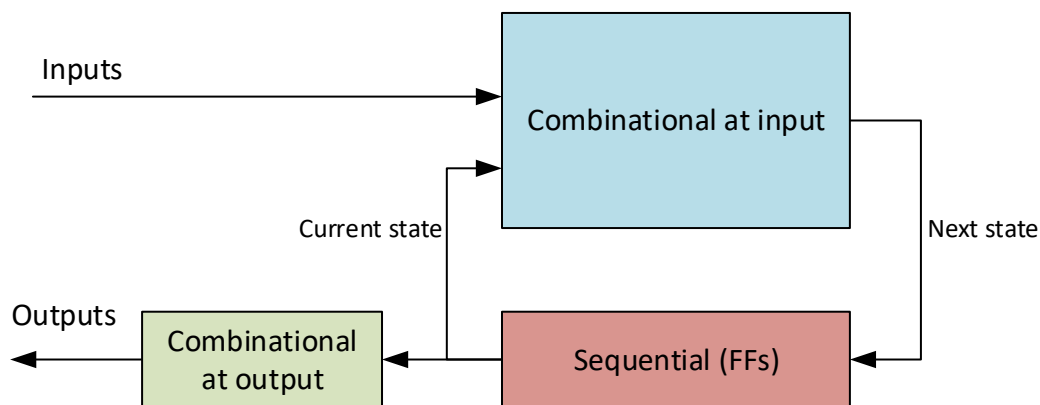 Inputs
Combinational at input
Current state
Next state
Outputs
Combinational
at output
Sequential (FFs)